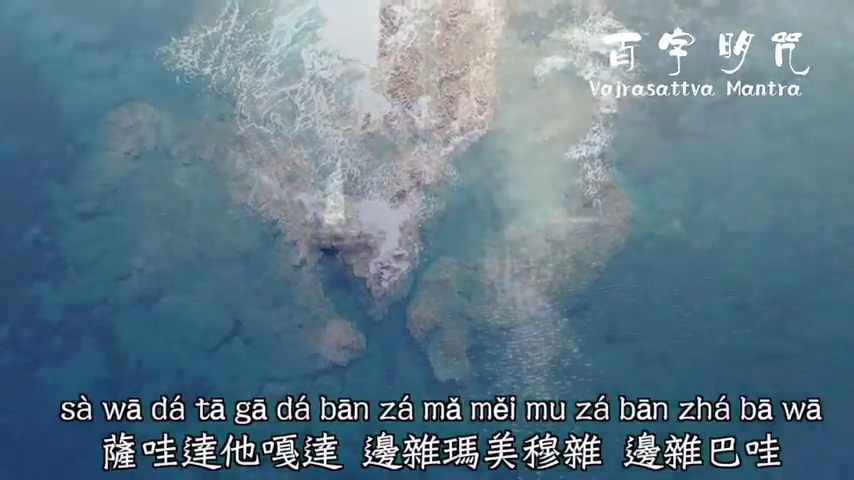 百字明咒
Vajrasattva Mantra
sà wā dá tā gā dá bān zá mǎ měi mu zá bān zhá bā wā
薩哇達他嘎達 邊雜瑪美穆雜 邊雜巴哇